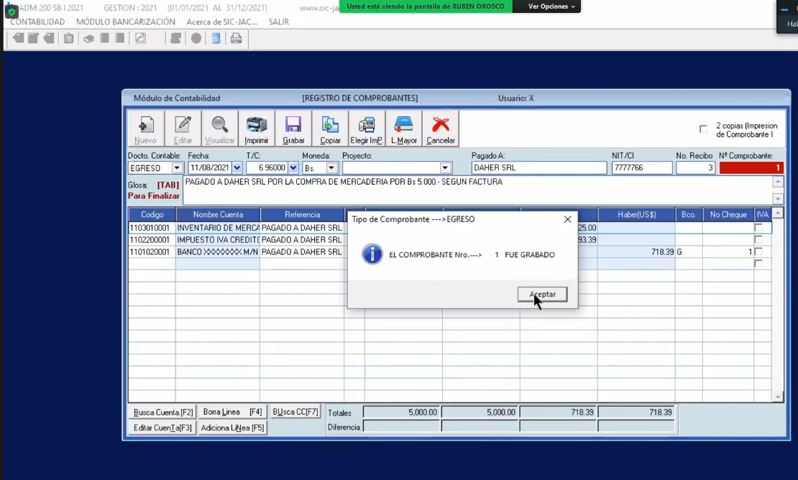 ADM 200 SB I 2021 GESTION : 2021 (01/01/2021 AL 31/12/2021) www.sic-ja
Usted está viendo la pantalla de RUBEN OROSCO
Ver Opciones
CONTABILIDAD MÓDULO BANCARIZACIÓN Acerca de SIC-JAC... SALIR
Módulo de Contabilidad [REGISTRO DE COMPROBANTES] Usuario: X
Nuevo Editar Visualizar Imprimir Grabar Copiar Elegir ImP. L.Mayor Cancelar
2 copias (Impresion de Comprobante )
Docto. Contable: Fecha: T/C: Moneda: Proyecto: Pagado A: NIT/CI No. Recibo Nº Comprobante:
EGRESO 11/08/2021 6.96000 Bs. DAHER SRL 7777766 3 1
Glosa: [TAB] Para Finalizar
PAGADO A DAHER SRL POR LA COMPRA DE MERCADERIA POR Bs 5.000.- SEGUN FACTURA
Codigo Nombre Cuenta Referencia Haber(US$) Bco. No Cheque IVA
1103010001 INVENTARIO DE MERCA PAGADO A DAHER SRL 25.00
1102200001 IMPUESTO IVA CREDITO PAGADO A DAHER SRL 93.39
1101020001 BANCO XXXXXXXX M/N PAGADO A DAHER SRL 718.39 G 1
Tipo de Comprobante --->EGRESO
EL COMPROBANTE Nro.---> 1 FUE GRABADO
Aceptar
Busca Cuenta.[F2] Borra Linea [F4] BUsca CC[F7] Totales 5,000.00 5,000.00 718.39 718.39
Editar CuenTa[F3] Adiciona LiNea [F5] Diferencia